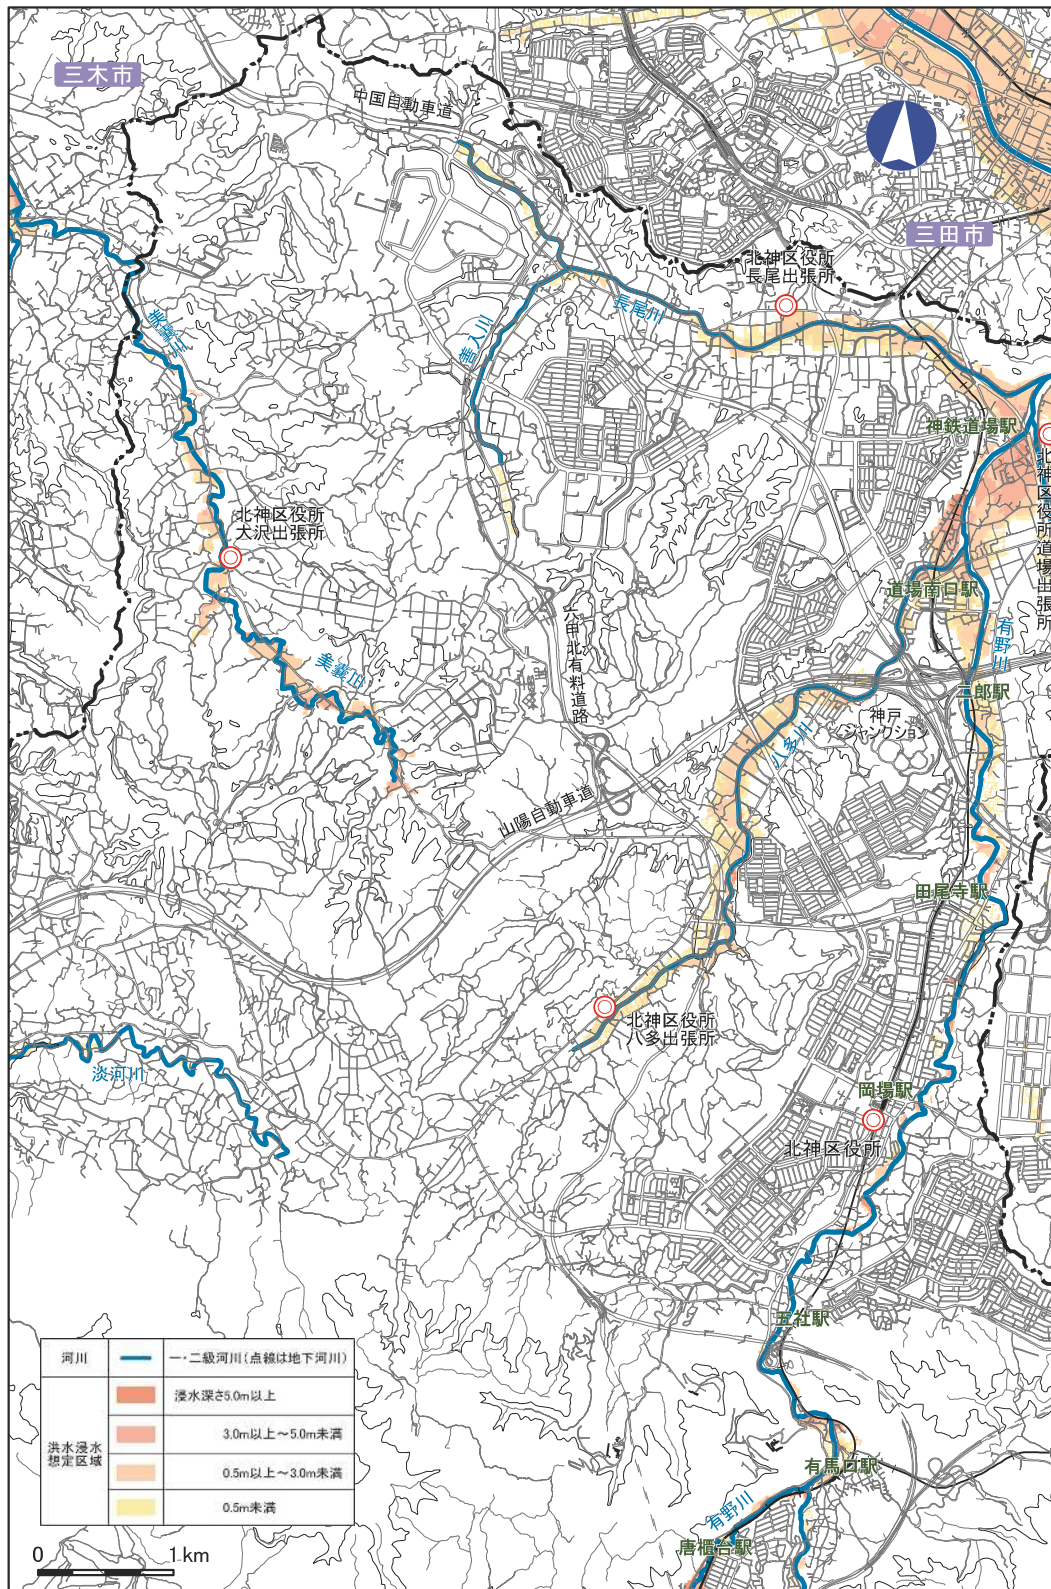 三木市
中国自動車道
三田市
北神区役所
長尾出張所
長尾川
善入川
美嚢川
神鉄道場駅
北神区役所道場出張所
北神区役所
大沢出張所
道場南口駅
六甲北有料道路
有野川
美嚢川
二郎駅
神戸
ジャンクション
八多川
山陽自動車道
田尾寺駅
北神区役所
八多出張所
淡河川
岡場駅
北神区役所
五社駅
有馬口駅
有野川
唐櫃台駅
河川
一・二級河川(点線は地下河川)
洪水浸水
想定区域
浸水深さ5.0m以上
3.0m以上～5.0m未満
0.5m以上～3.0m未満
0.5m未満
0 1km